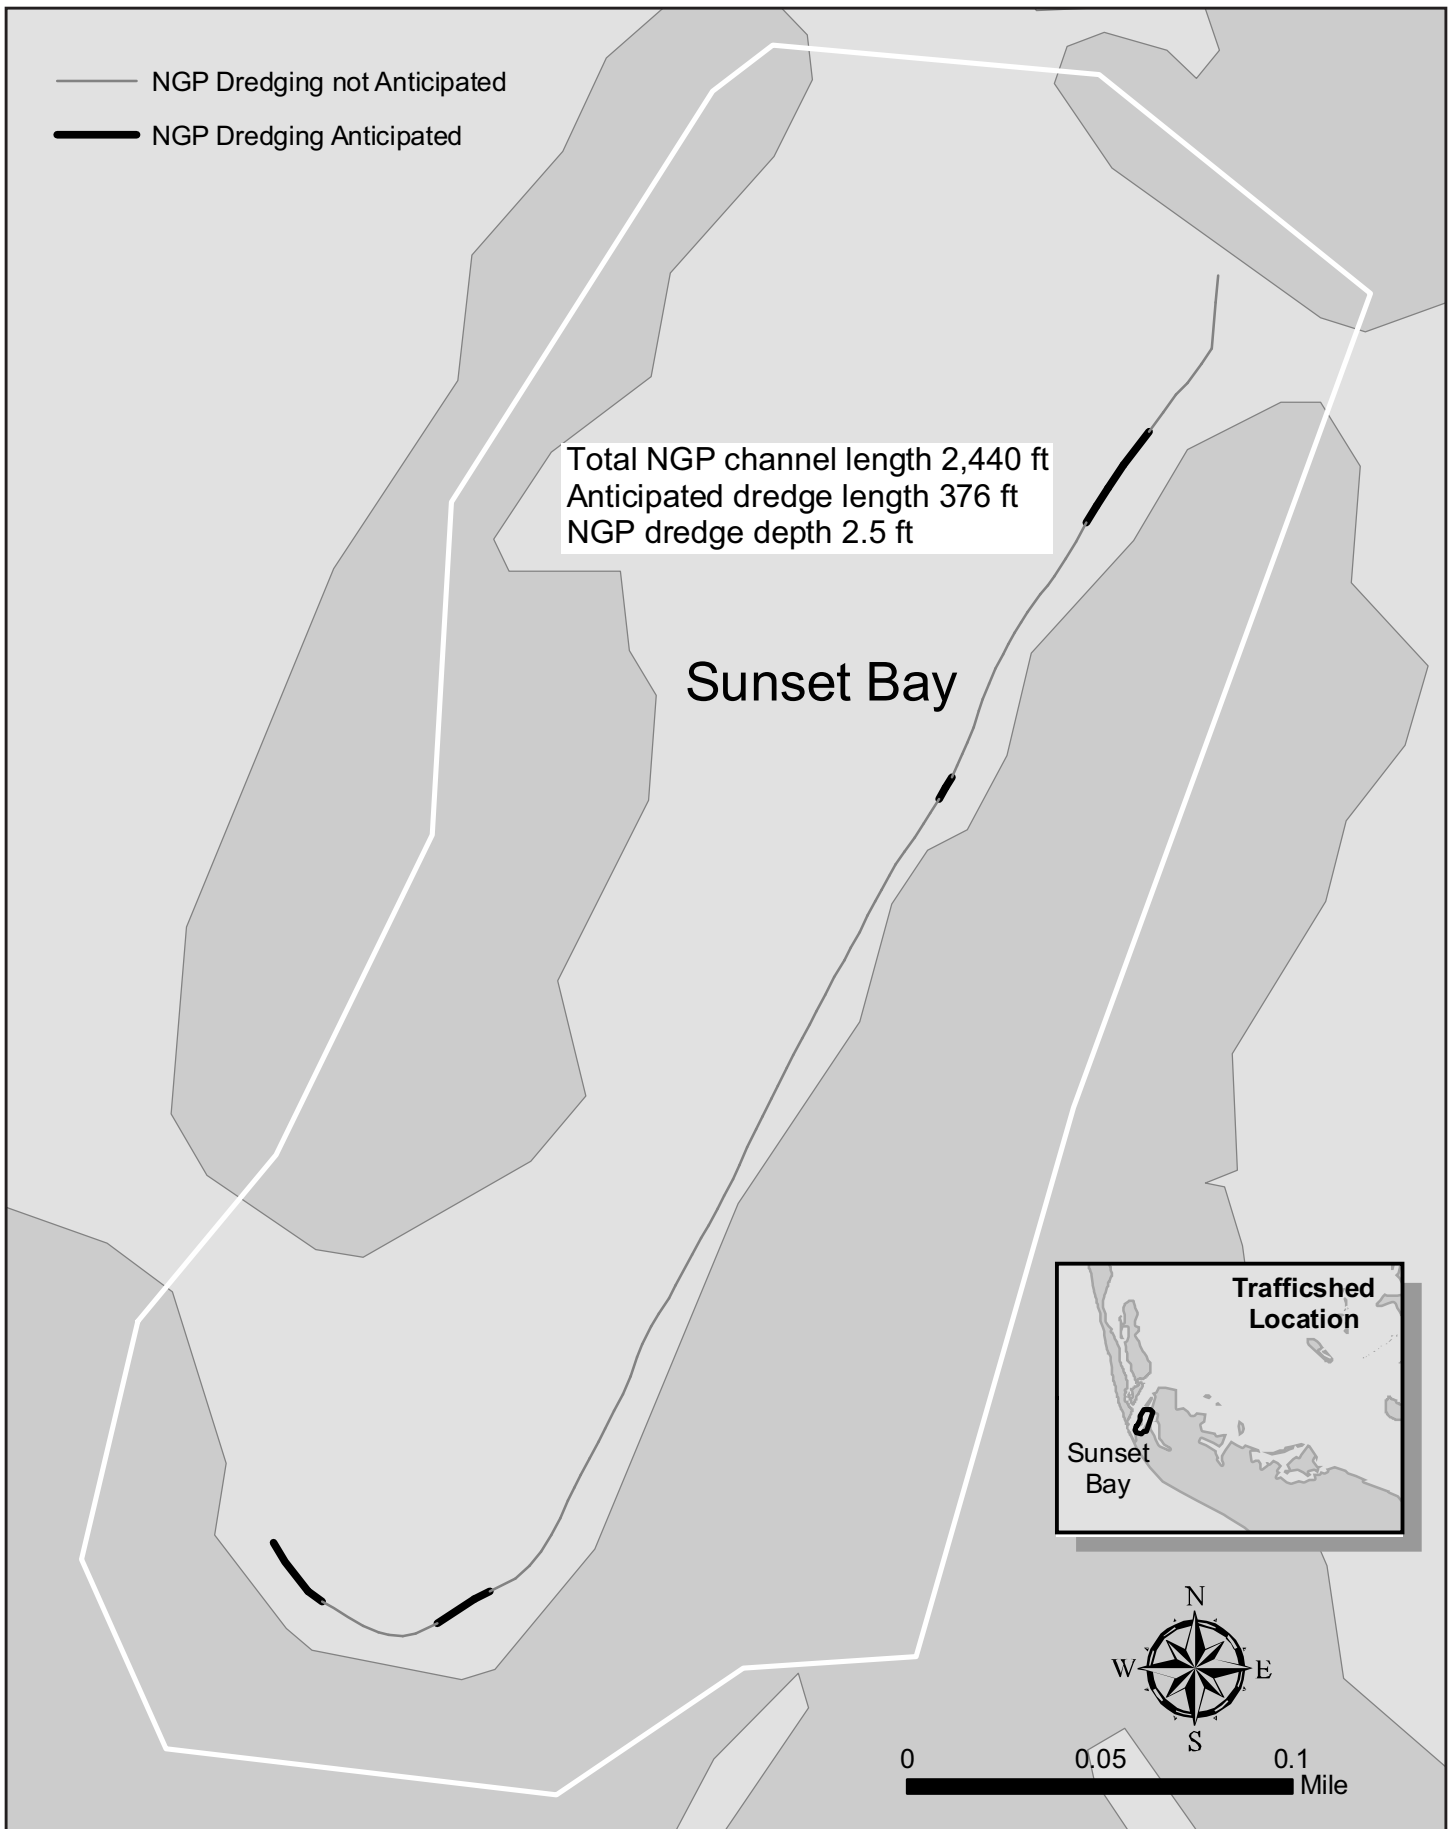 NGP Dredging not Anticipated
NGP Dredging Anticipated
Total NGP channel length 2,440 ft
Anticipated dredge length 376 ft
NGP dredge depth 2.5 ft
Sunset Bay
Trafficshed
Location
Sunset
Bay
N
W E
S
0 0.05 0.1
Mile